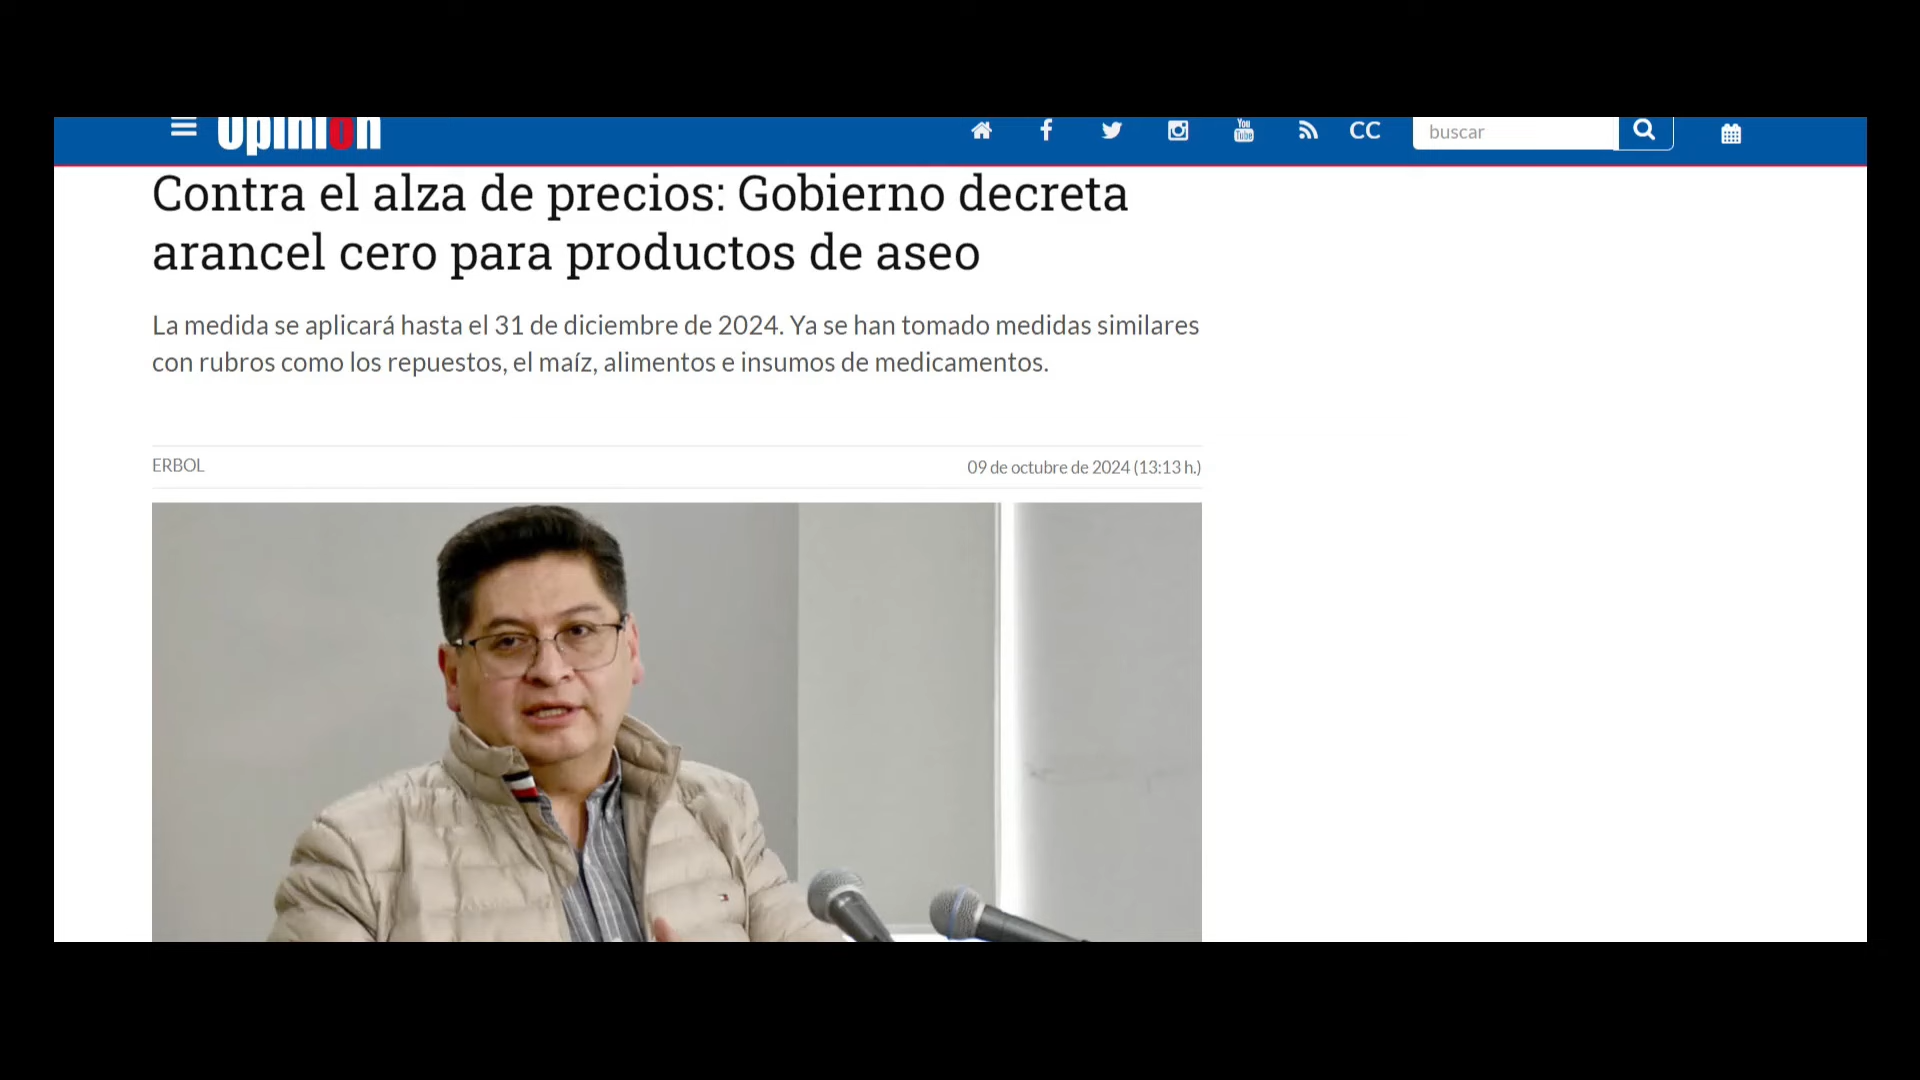 Opinión
You
Tube
CC
buscar
Contra el alza de precios: Gobierno decreta
arancel cero para productos de aseo
La medida se aplicará hasta el 31 de diciembre de 2024. Ya se han tomado medidas similares
con rubros como los repuestos, el maíz, alimentos e insumos de medicamentos.
ERBOL
09 de octubre de 2024 (13:13 h.)